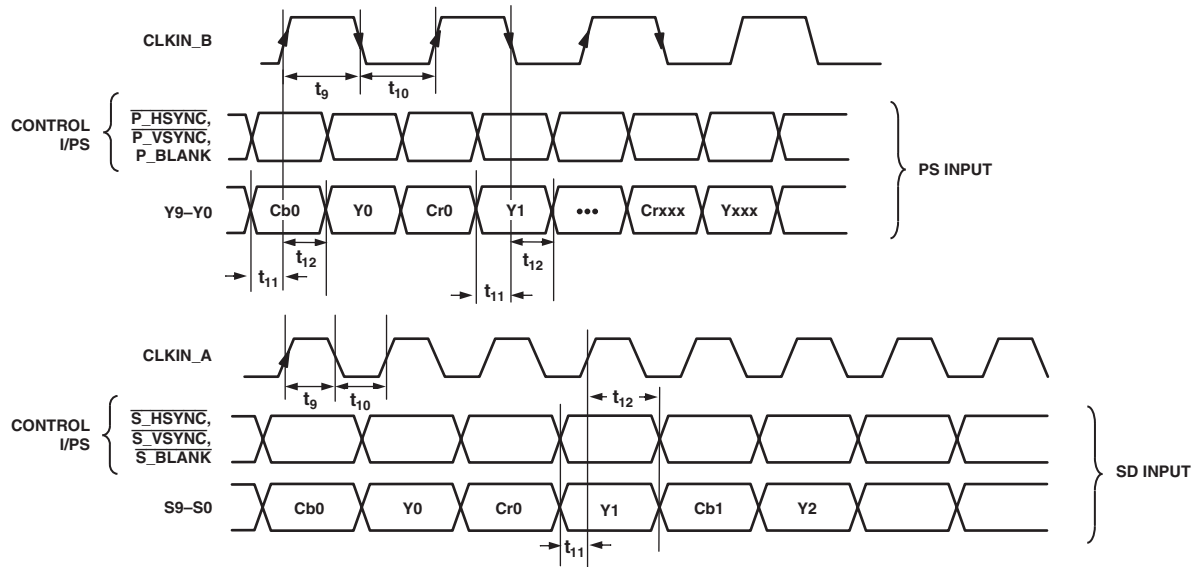 CLKIN_B
t9 t10
CONTROL I/PS
P_HSYNC,
P_VSYNC,
P_BLANK
PS INPUT
Y9–Y0 Cb0 Y0 Cr0 Y1 ••• Crxxx Yxxx
t12 t12
t11 t11
CLKIN_A
t9 t10 t12
CONTROL I/PS
S_HSYNC,
S_VSYNC,
S_BLANK
SD INPUT
S9–S0 Cb0 Y0 Cr0 Y1 Cb1 Y2
t11